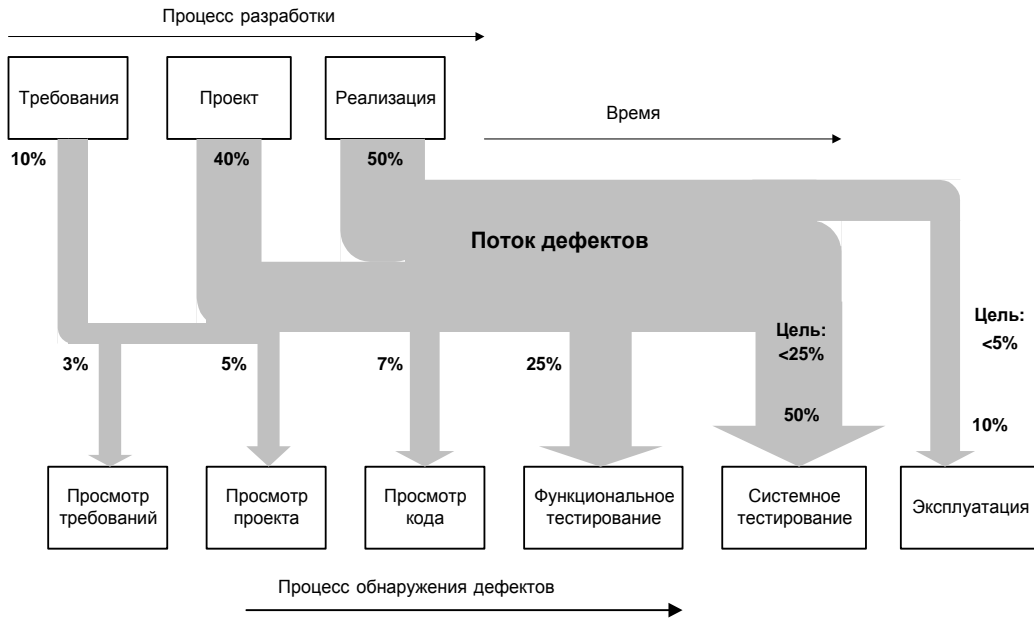 Процесс разработки
Требования
Проект
Реализация
Время
10%
40%
50%
Поток дефектов
Цель:
<5%
Цель:
<25%
3%
5%
7%
25%
50%
10%
Просмотр
требований
Просмотр
проекта
Просмотр
кода
Функциональное
тестирование
Системное
тестирование
Эксплуатация
Процесс обнаружения дефектов